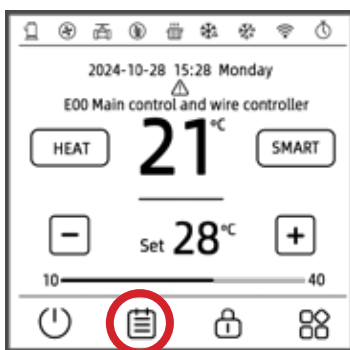 2024-10-28 15:28 Monday
E00 Main control and wire controller
HEAT
21°C
SMART
Set 28°C
10
40